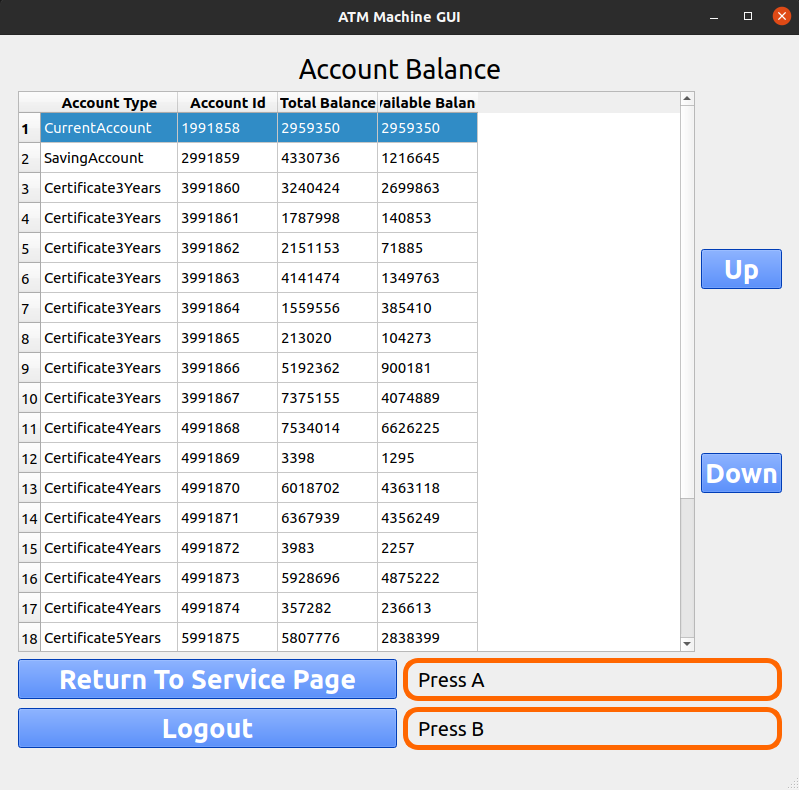 ATM Machine GUI
Account Balance
Account Type Account Id Total Balance vailable Balan
1 CurrentAccount 1991858 2959350 2959350
2 SavingAccount 2991859 4330736 1216645
3 Certificate3Years 3991860 3240424 2699863
4 Certificate3Years 3991861 1787998 140853
5 Certificate3Years 3991862 2151153 71885
6 Certificate3Years 3991863 4141474 1349763
7 Certificate3Years 3991864 1559556 385410
8 Certificate3Years 3991865 213020 104273
9 Certificate3Years 3991866 5192362 900181
10 Certificate3Years 3991867 7375155 4074889
11 Certificate4Years 4991868 7534014 6626225
12 Certificate4Years 4991869 3398 1295
13 Certificate4Years 4991870 6018702 4363118
14 Certificate4Years 4991871 6367939 4356249
15 Certificate4Years 4991872 3983 2257
16 Certificate4Years 4991873 5928696 4875222
17 Certificate4Years 4991874 357282 236613
18 Certificate5Years 5991875 5807776 2838399
Up
Down
Return To Service Page Press A
Logout Press B